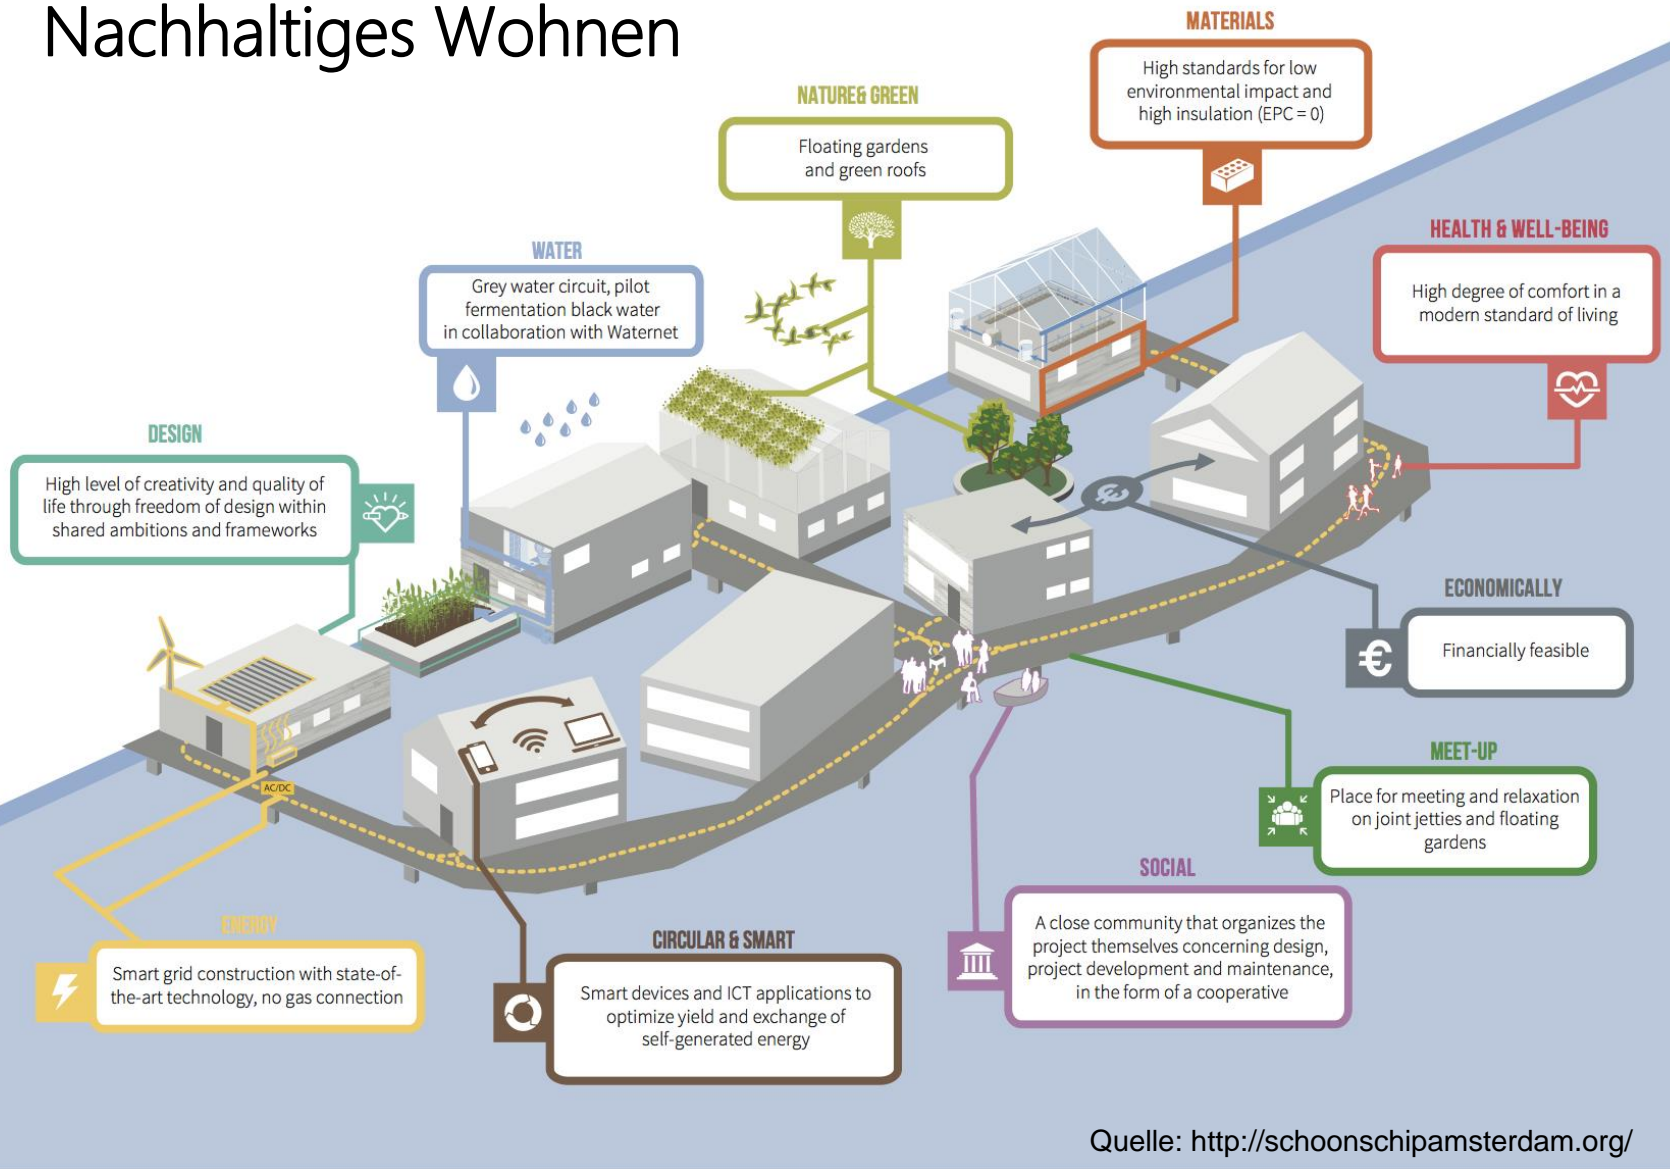 Nachhaltiges Wohnen
MATERIALS
High standards for low
environmental impact and
high insulation (EPC = 0)
NATURE& GREEN
Floating gardens
and green roofs
HEALTH & WELL-BEING
High degree of comfort in a
modern standard of living
WATER
Grey water circuit, pilot
fermentation black water
in collaboration with Waternet
DESIGN
High level of creativity and quality of
life through freedom of design within
shared ambitions and frameworks
€
ECONOMICALLY
€
Financially feasible
MEET-UP
Place for meeting and relaxation
on joint jetties and floating
gardens
AC/DC
SOCIAL
A close community that organizes the
project themselves concerning design,
project development and maintenance,
in the form of a cooperative
ENERGY
Smart grid construction with state-of-
the-art technology, no gas connection
CIRCULAR & SMART
Smart devices and ICT applications to
optimize yield and exchange of
self-generated energy
Quelle: http://schoonschipamsterdam.org/